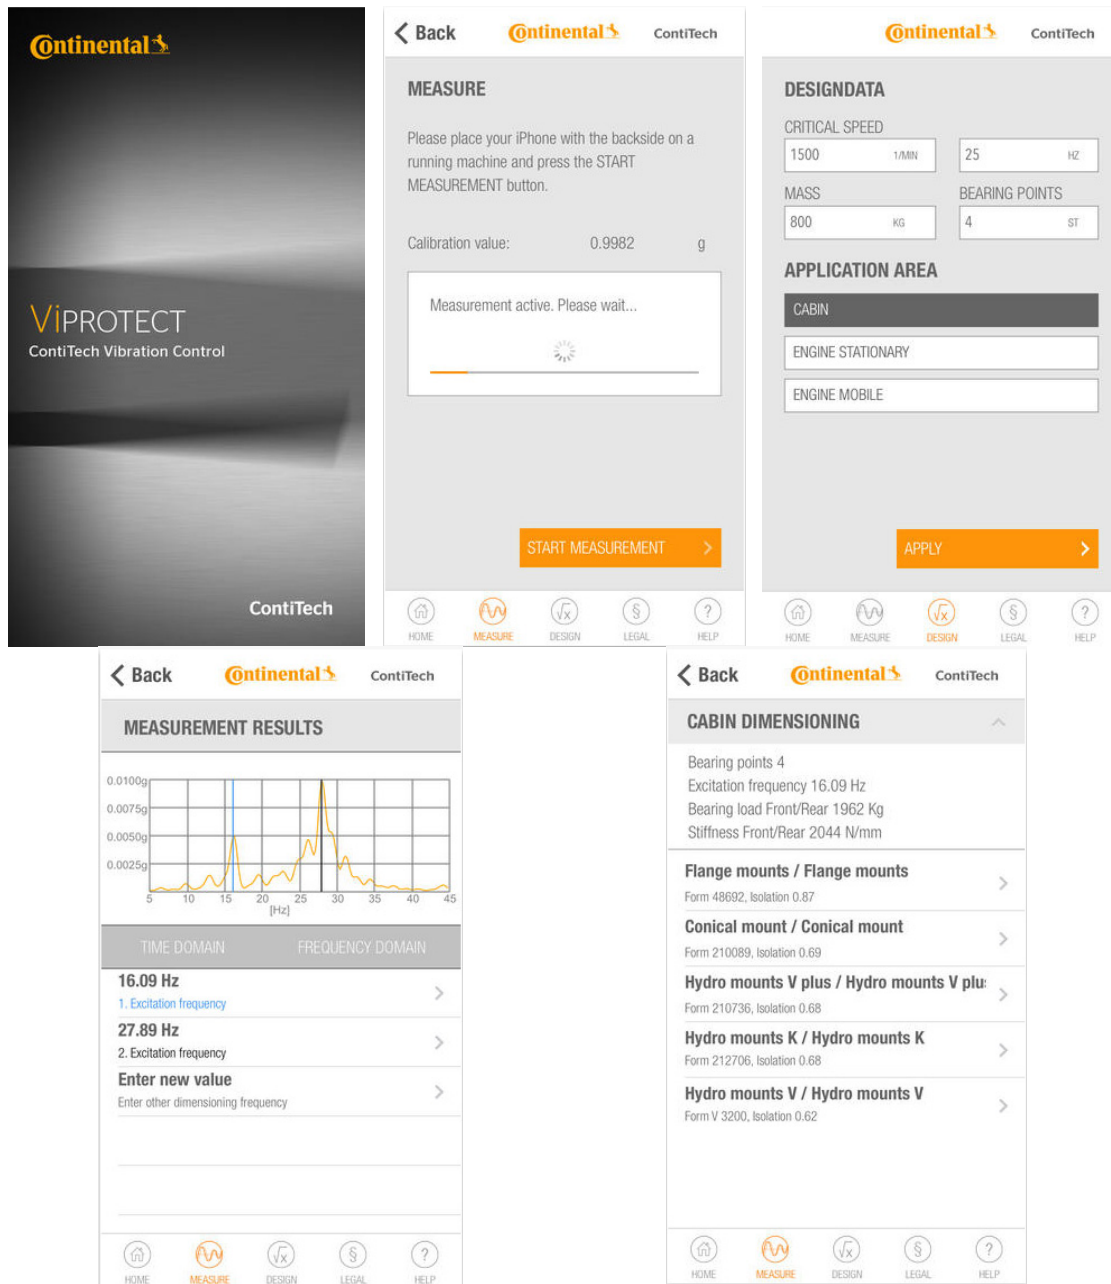 Continental
ViPROTECT
ContiTech Vibration Control
ContiTech
Back
Continental
ContiTech
MEASURE
Please place your iPhone with the backside on a
running machine and press the START
MEASUREMENT button.
Calibration value: 0.9982 g
Measurement active. Please wait...
START MEASUREMENT
HOME MEASURE DESIGN LEGAL HELP
Continental
ContiTech
DESIGNDATA
CRITICAL SPEED
1500 1/MIN 25 HZ
MASS BEARING POINTS
800 KG 4 ST
APPLICATION AREA
CABIN
ENGINE STATIONARY
ENGINE MOBILE
APPLY
√x § ?
HOME MEASURE DESIGN LEGAL HELP
Back
Continental
ContiTech
MEASUREMENT RESULTS
0.0100g
0.0075g
0.0050g
0.0025g
5 10 15 20 25 30 35 40 45
[Hz]
TIME DOMAIN FREQUENCY DOMAIN
16.09 Hz
1. Excitation frequency
27.89 Hz
2. Excitation frequency
Enter new value
Enter other dimensioning frequency
√x § ?
HOME MEASURE DESIGN LEGAL HELP
Back
Continental
ContiTech
CABIN DIMENSIONING
Bearing points 4
Excitation frequency 16.09 Hz
Bearing load Front/Rear 1962 Kg
Stiffness Front/Rear 2044 N/mm
Flange mounts / Flange mounts
Form 48692, Isolation 0.87
Conical mount / Conical mount
Form 210089, Isolation 0.69
Hydro mounts V plus / Hydro mounts V plu
Form 210736, Isolation 0.68
Hydro mounts K / Hydro mounts K
Form 212706, Isolation 0.68
Hydro mounts V / Hydro mounts V
Form V 3200, Isolation 0.62
√x § ?
HOME MEASURE DESIGN LEGAL HELP